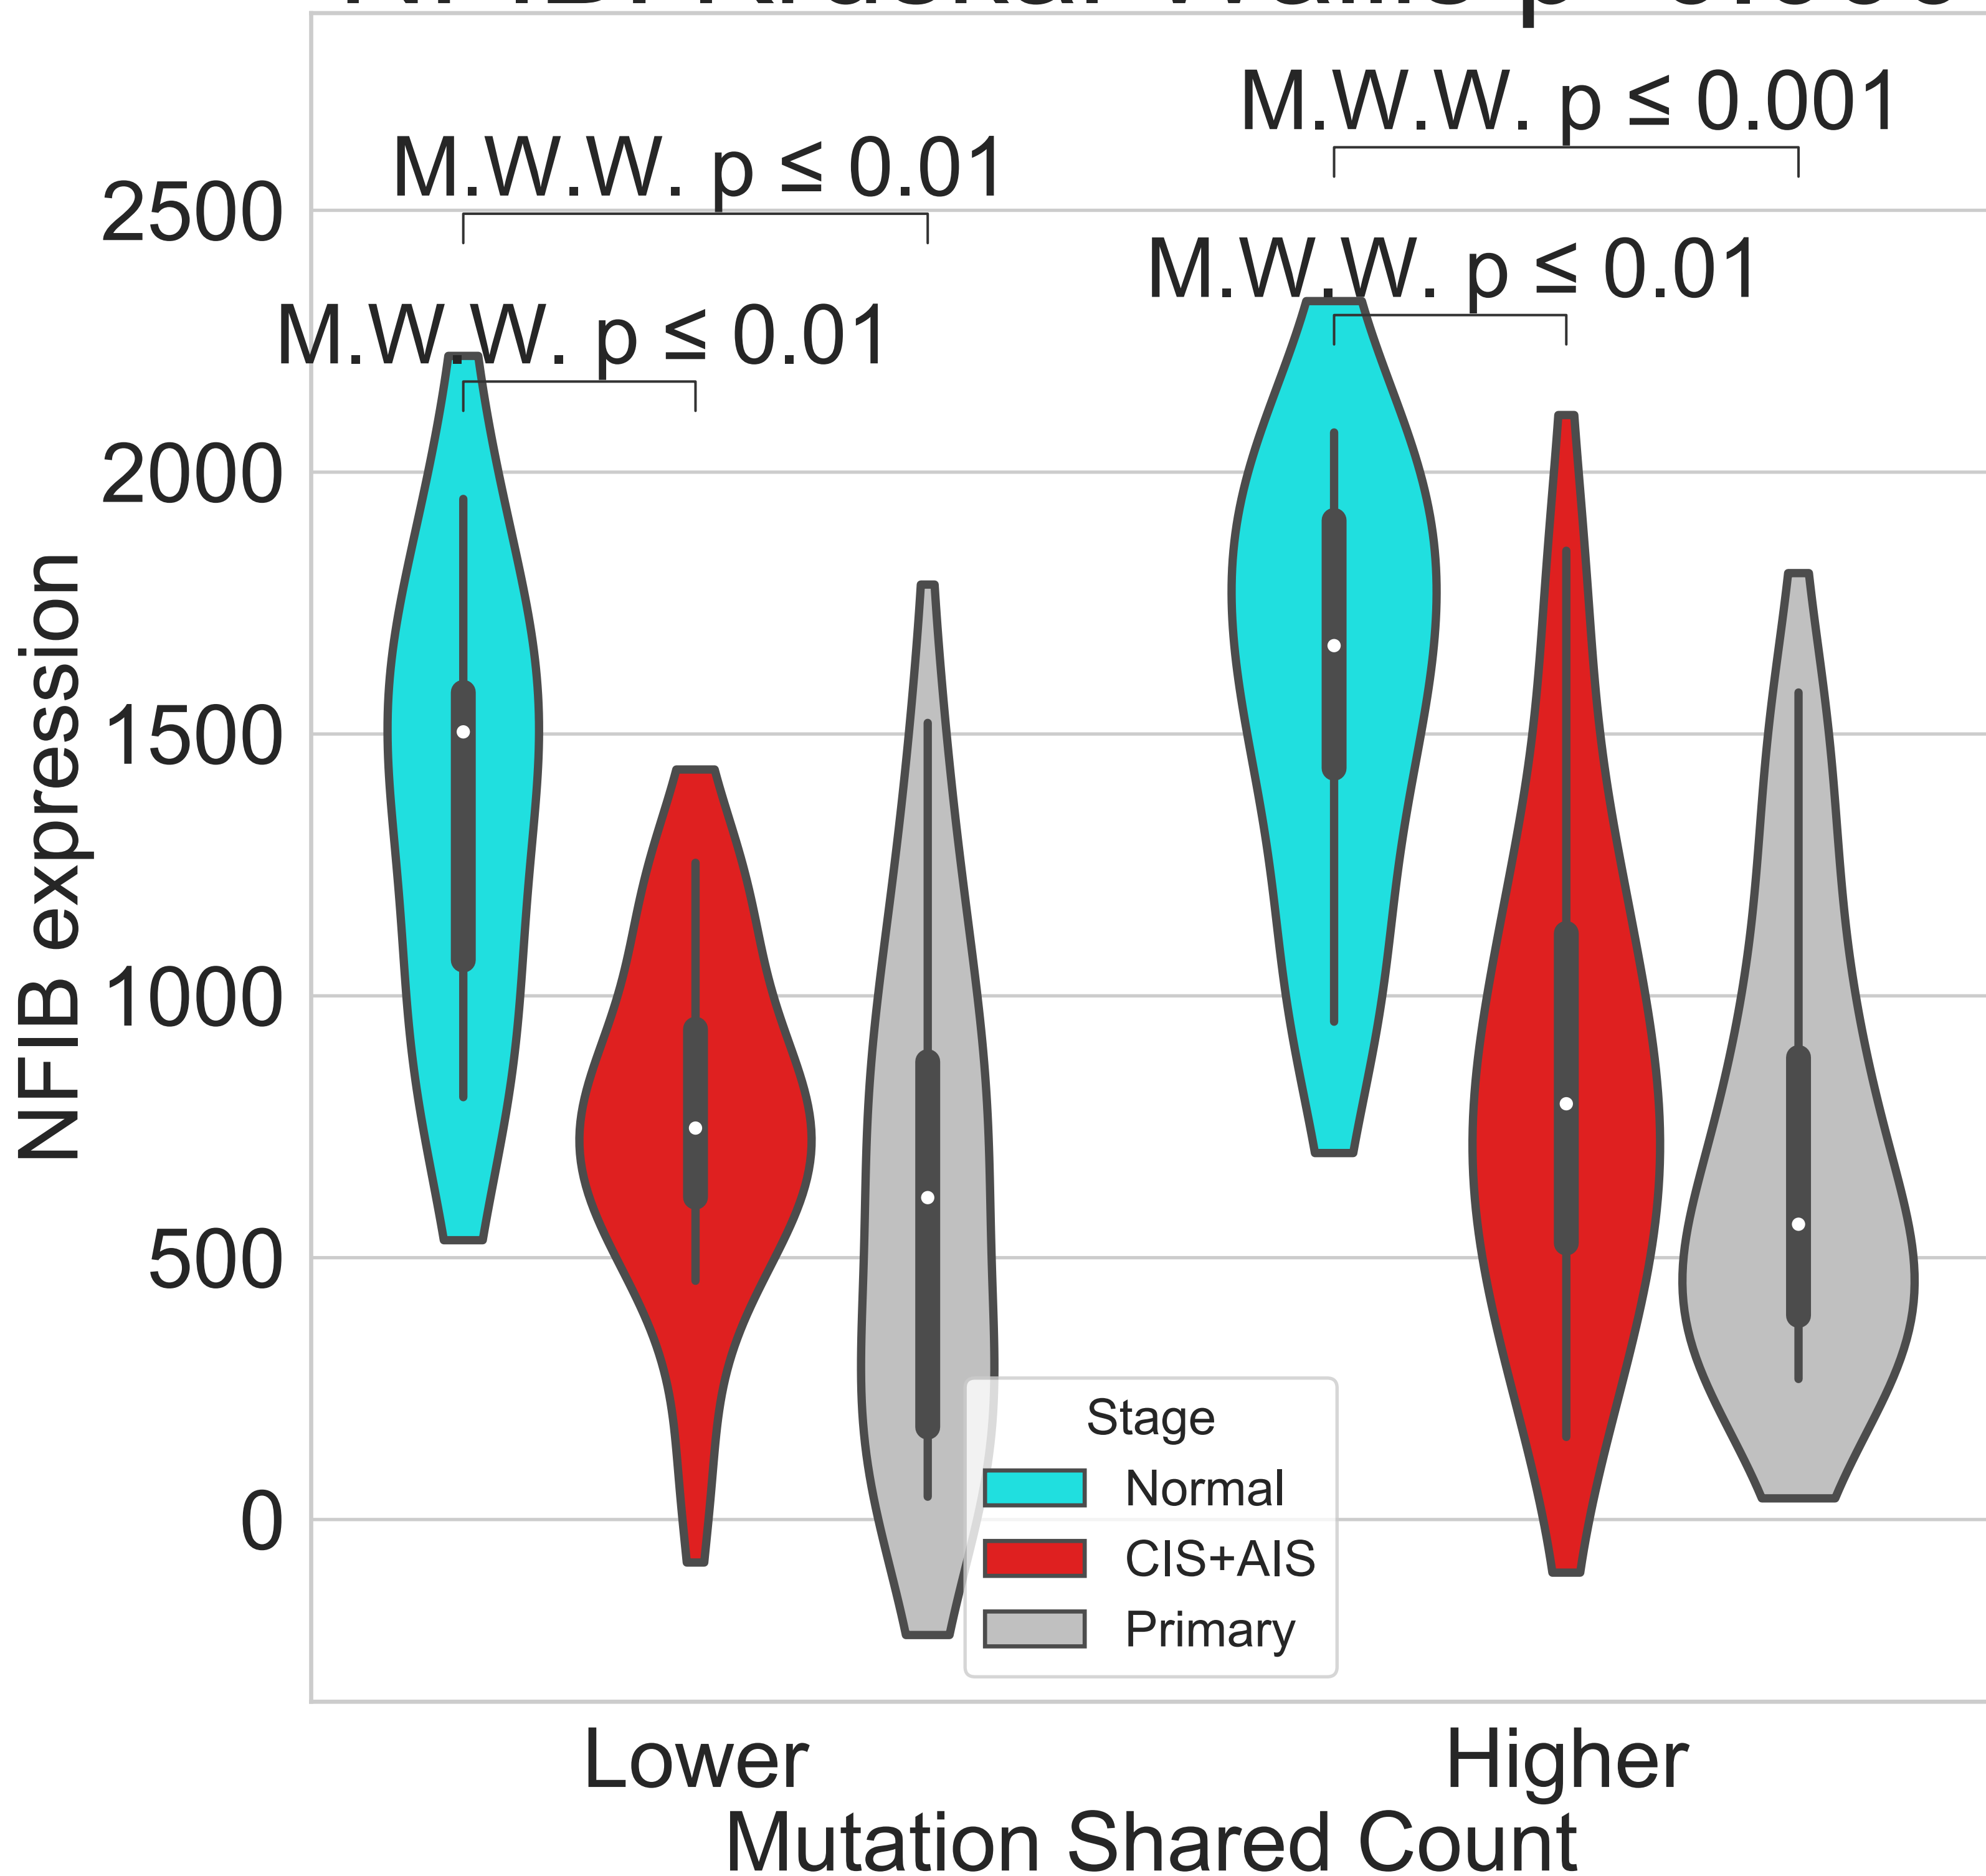 M.W.W. p ≤ 0.001
M.W.W. p ≤ 0.01
M.W.W. p ≤ 0.01
M.W.W. p ≤ 0.01
2500
2000
1500
1000
500
0
NFIB expression
Stage
Normal
CIS+AIS
Primary
Lower
Higher
Mutation Shared Count